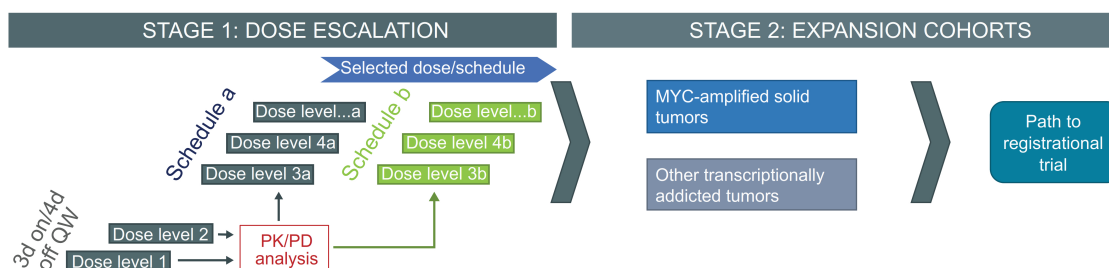 STAGE 1: DOSE ESCALATION
STAGE 2: EXPANSION COHORTS
Selected dose/schedule
Schedule a
Dose level...a
Dose level 4a
Dose level 3a
Schedule b
Dose level...b
Dose level 4b
Dose level 3b
3d on/4d
off QW
Dose level 2
Dose level 1
PK/PD
analysis
MYC-amplified solid
tumors
Other transcriptionally
addicted tumors
Path to
registrational
trial